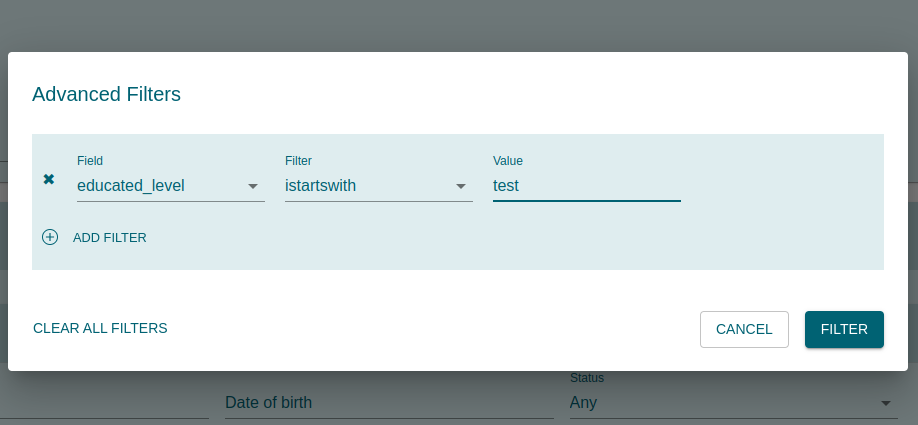 Advanced Filters
Field Filter Value
educated_level istartswith test
ADD FILTER
CLEAR ALL FILTERS CANCEL FILTER
Status
Date of birth Any